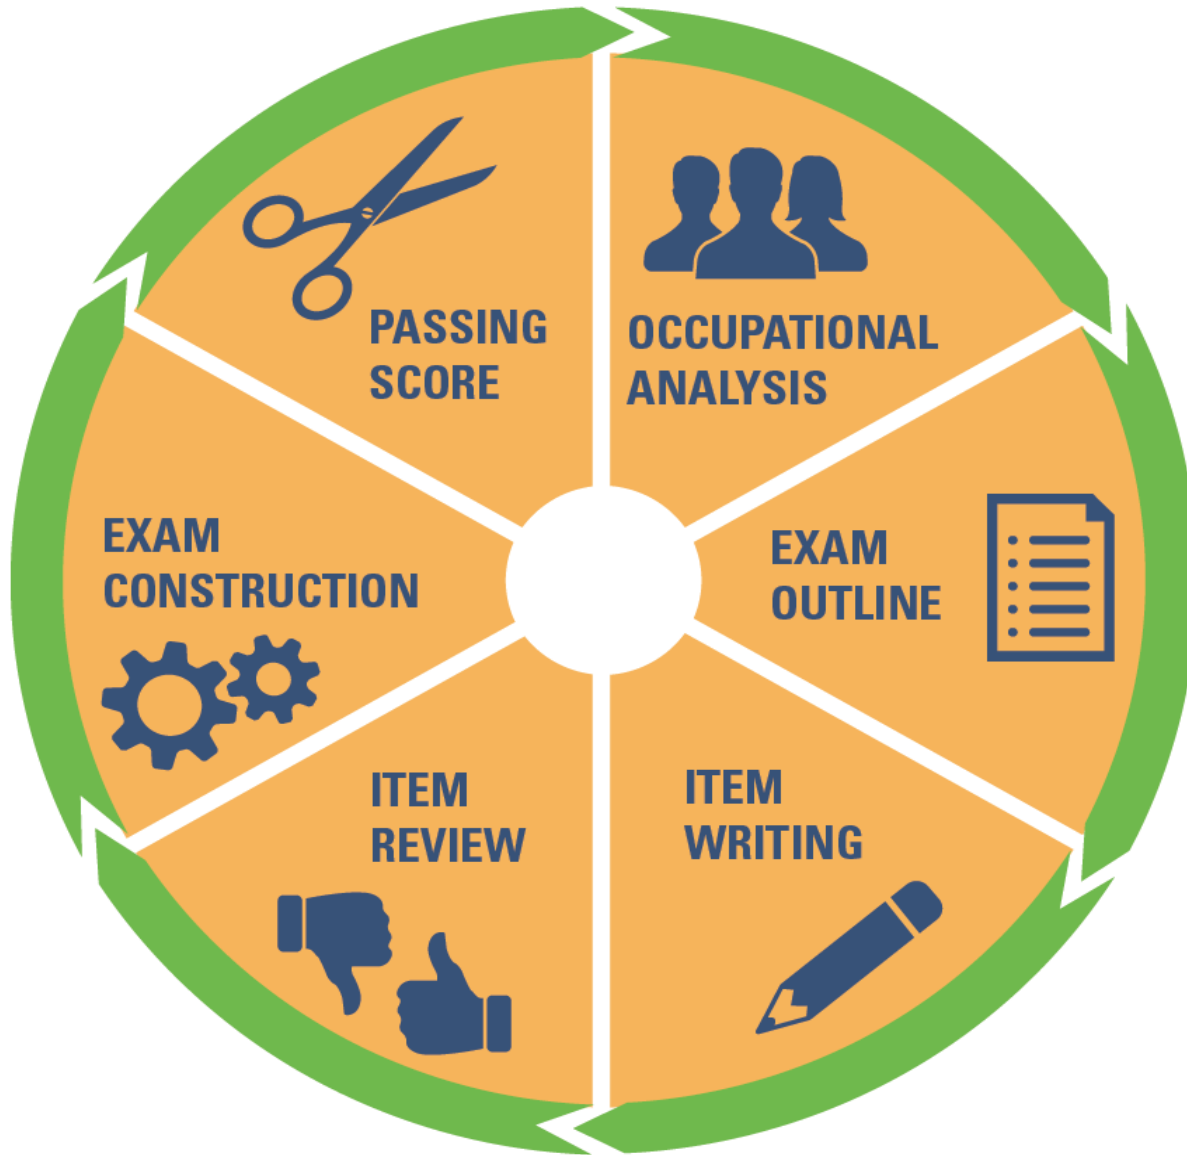 PASSING
SCORE
OCCUPATIONAL
ANALYSIS
EXAM
OUTLINE
ITEM
WRITING
ITEM
REVIEW
EXAM
CONSTRUCTION